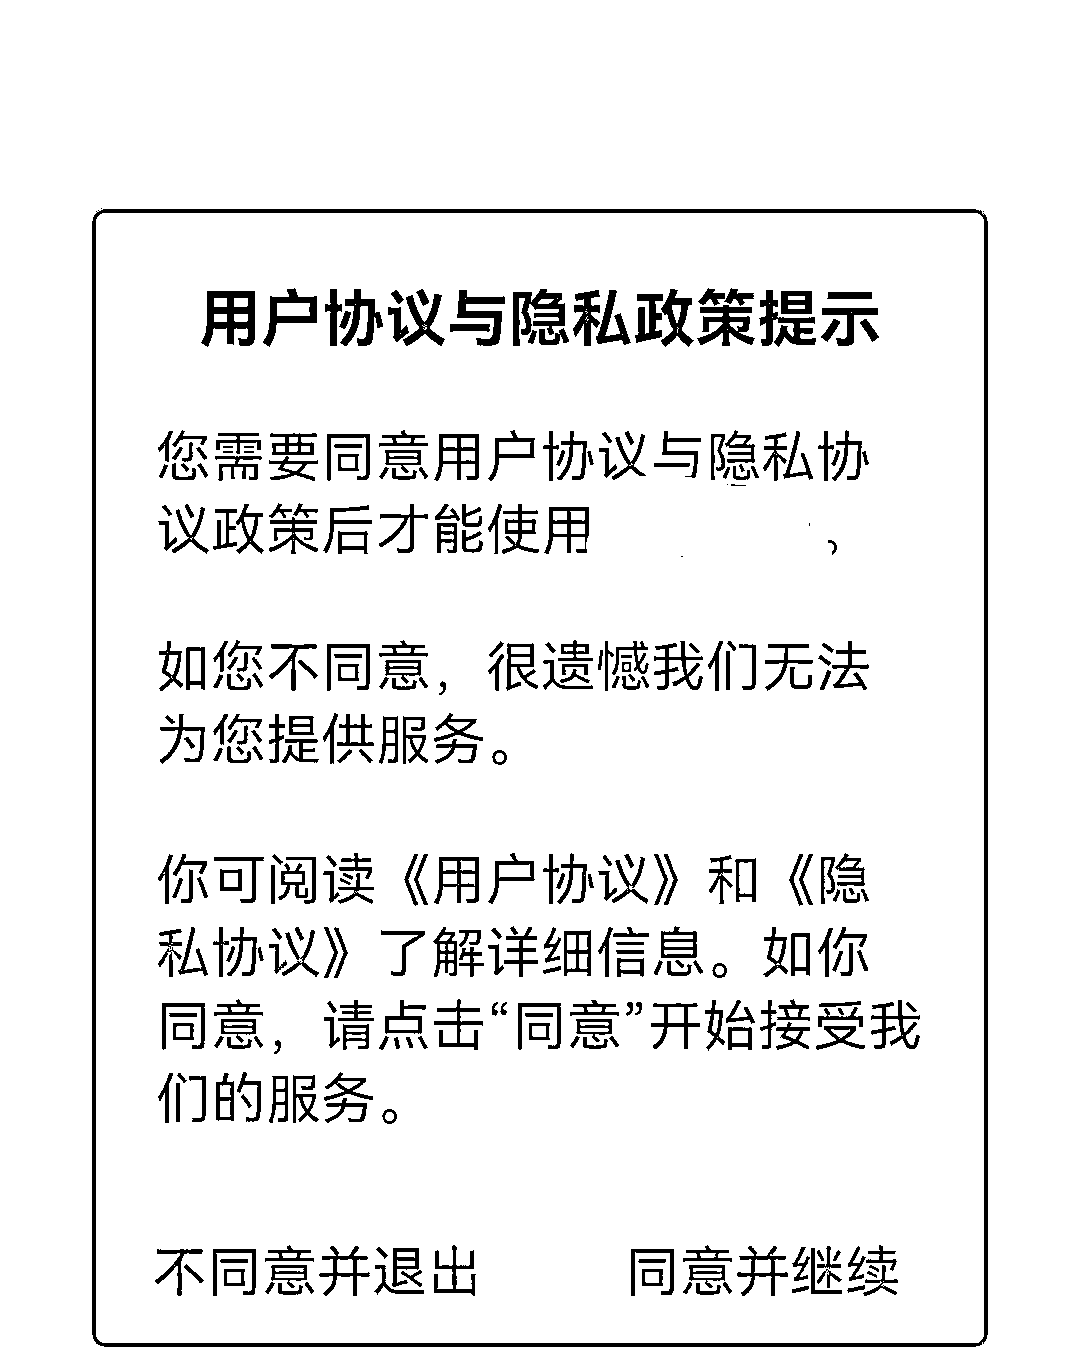 用户协议与隐私政策提示
您需要同意用户协议与隐私协
议政策后才能使用
如您不同意，很遗憾我们无法
为您提供服务。
你可阅读《用户协议》和《隐
私协议》了解详细信息。如你
同意，请点击“同意”开始接受我
们的服务。
不同意并退出 同意并继续